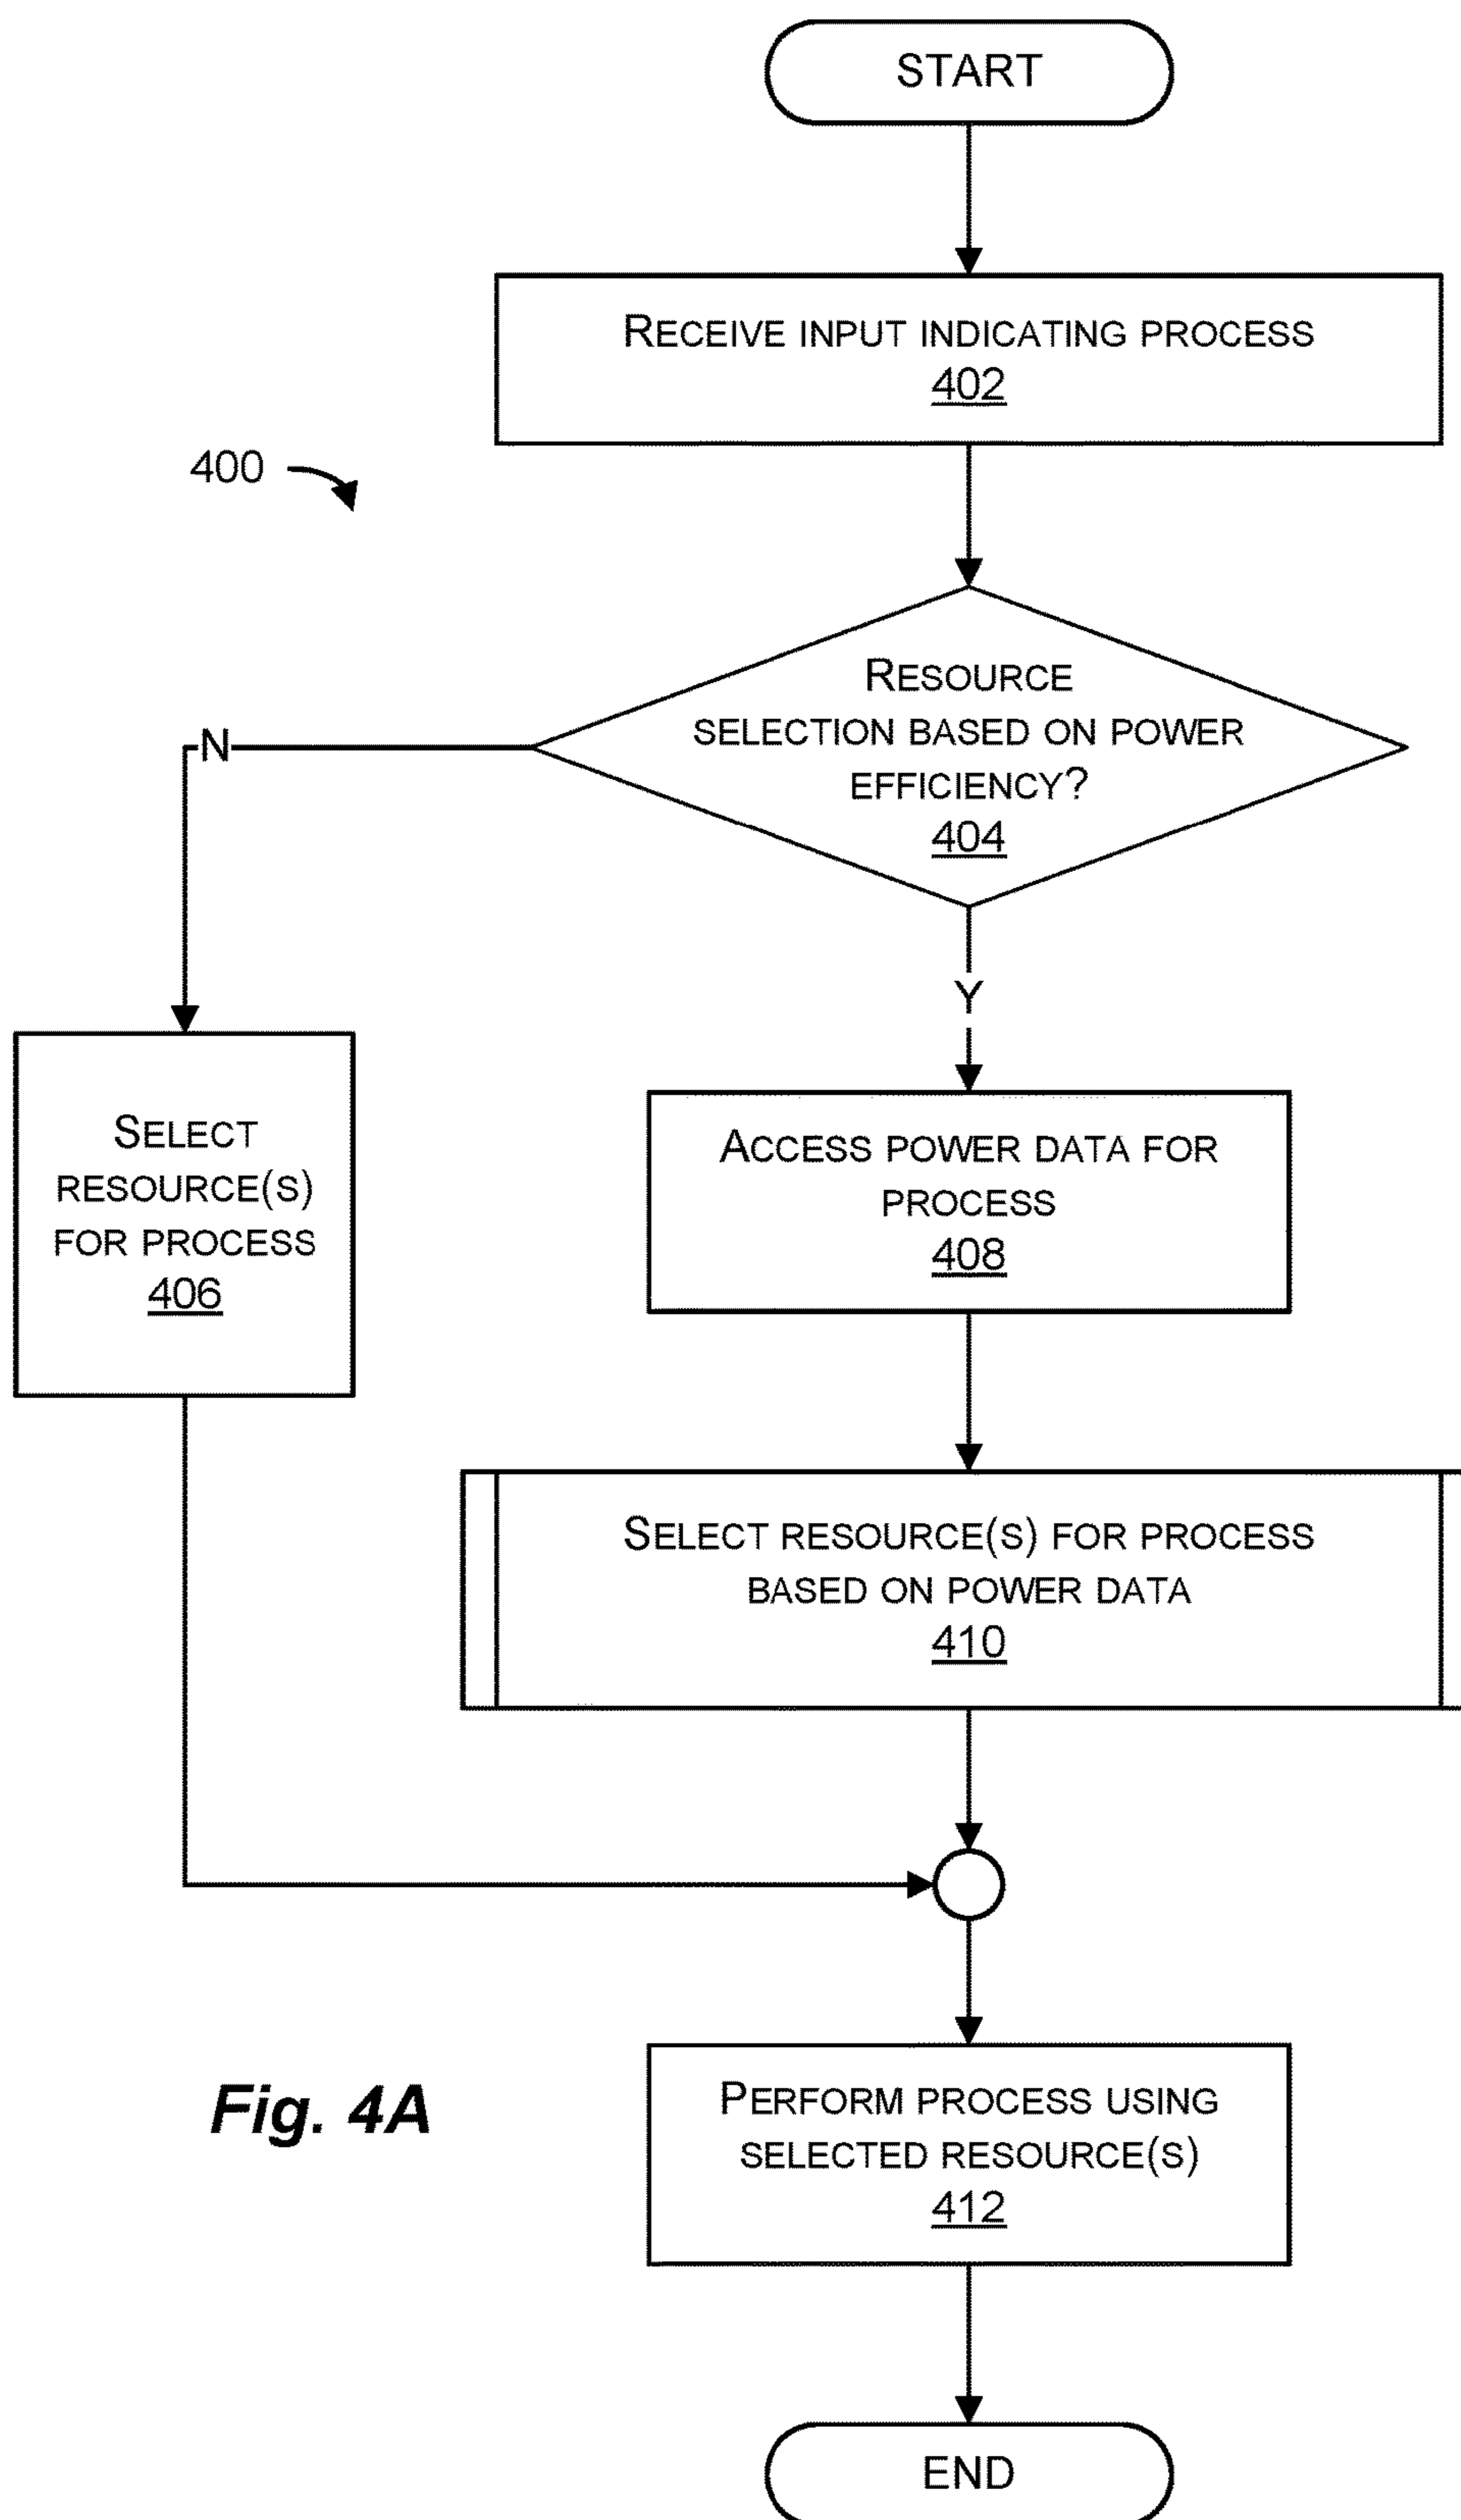 START
RECEIVE INPUT INDICATING PROCESS
402
400
RESOURCE
SELECTION BASED ON POWER
EFFICIENCY?
404
N
Y
SELECT
RESOURCE(S)
FOR PROCESS
406
ACCESS POWER DATA FOR
PROCESS
408
SELECT RESOURCE(S) FOR PROCESS
BASED ON POWER DATA
410
Fig. 4A
PERFORM PROCESS USING
SELECTED RESOURCE(S)
412
END